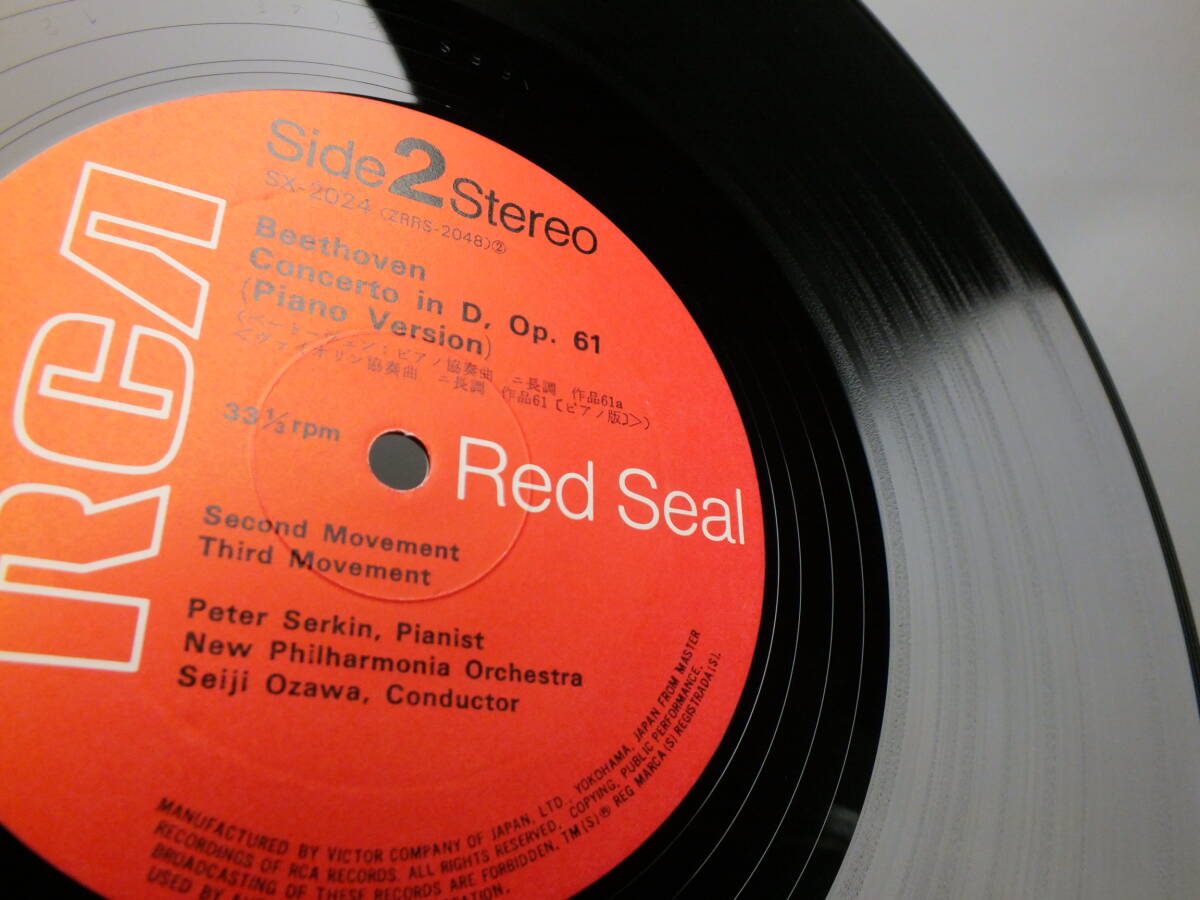 Side 2 Stereo
SX-2024 (ZRRS-2048)②
Beethoven
Concerto in D, Op. 61
(Piano Version)
(ベートーヴェン:ピアノ協奏曲 ニ長調 作品61a
<ヴァイオリン協奏曲 ニ長調 作品61〔ピアノ版〕>)
33 1/3 rpm
RCA
Red Seal
Second Movement
Third Movement
Peter Serkin, Pianist
New Philharmonia Orchestra
Seiji Ozawa, Conductor
MANUFACTURED BY VICTOR COMPANY OF JAPAN, LTD., YOKOHAMA, JAPAN FROM MASTER
RECORDINGS OF RCA RECORDS. ALL RIGHTS RESERVED, COPYING, PUBLIC PERFORMANCE,
BROADCASTING OF THESE RECORDS ARE FORBIDDEN. TM(S)® REG MARCA(S) REGISTRADA(S).
USED BY